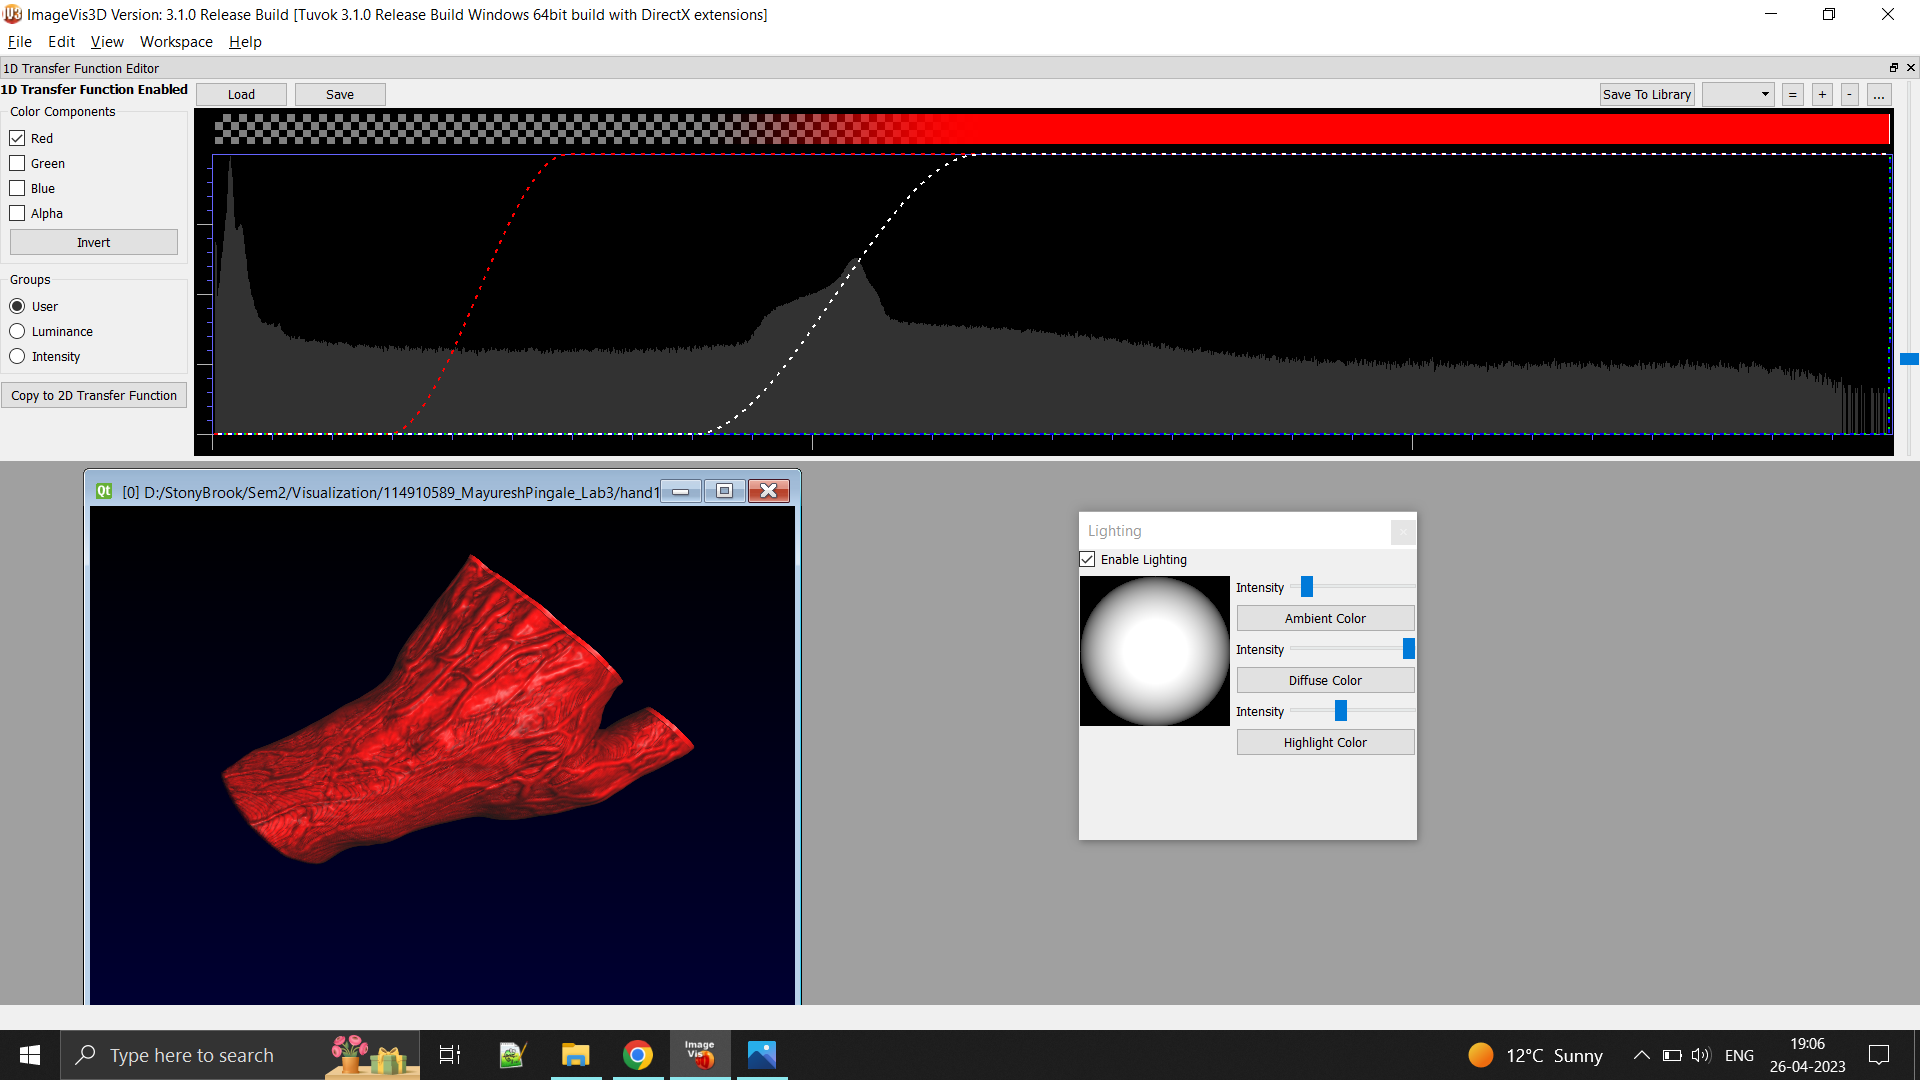 ImageVis3D Version: 3.1.0 Release Build [Tuvok 3.1.0 Release Build Windows 64bit build with DirectX extensions]
File Edit View Workspace Help
1D Transfer Function Editor
1D Transfer Function Enabled
Load Save Save To Library = + - ...
Color Components
Red
Green
Blue
Alpha
Invert
Groups
User
Luminance
Intensity
Copy to 2D Transfer Function
Qt [0] D:/StonyBrook/Sem2/Visualization/114910589_MayureshPingale_Lab3/hand1
Lighting
Enable Lighting
Intensity
Ambient Color
Intensity
Diffuse Color
Intensity
Highlight Color
Type here to search
Image
12°C Sunny
ENG
19:06
26-04-2023